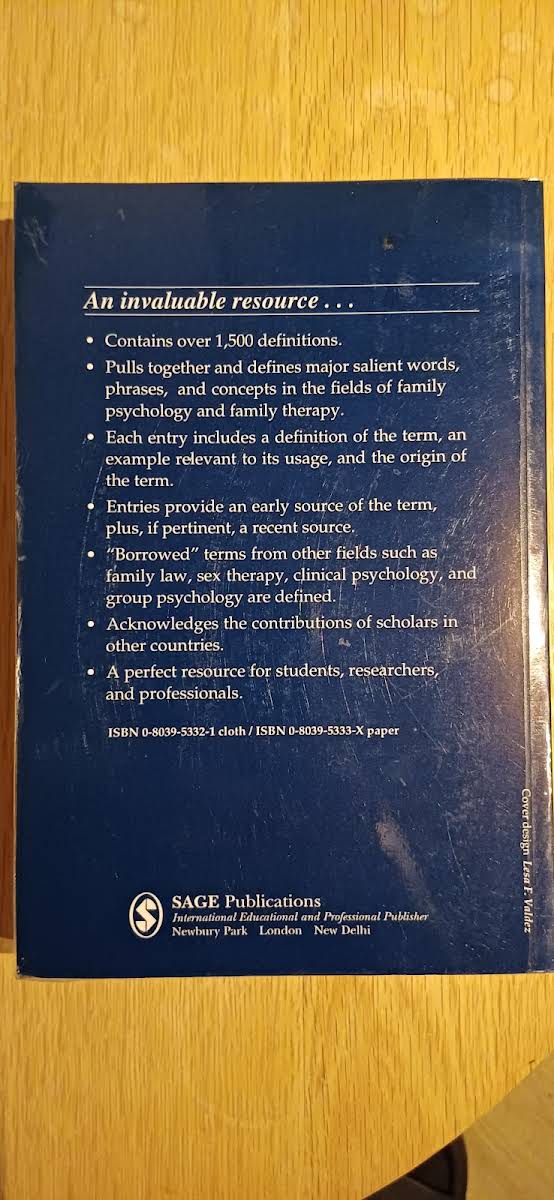 An invaluable resource . . .
• Contains over 1,500 definitions.
• Pulls together and defines major salient words,
phrases, and concepts in the fields of family
psychology and family therapy.
• Each entry includes a definition of the term, an
example relevant to its usage, and the origin of
the term.
• Entries provide an early source of the term,
plus, if pertinent, a recent source.
• "Borrowed" terms from other fields such as
family law, sex therapy, clinical psychology, and
group psychology are defined.
• Acknowledges the contributions of scholars in
other countries.
• A perfect resource for students, researchers,
and professionals.
ISBN 0-8039-5332-1 cloth / ISBN 0-8039-5333-X paper
S
SAGE Publications
International Educational and Professional Publisher
Newbury Park London New Delhi
Cover design Lesa F. Valdez